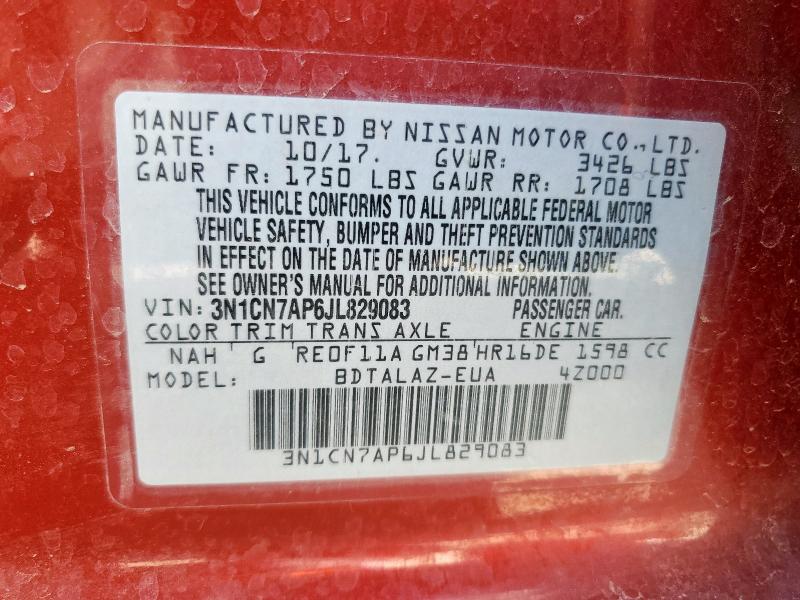 MANUFACTURED BY NISSAN MOTOR CO., LTD.
DATE: 10/17. GVWR: 3426 LBS
GAWR FR: 1750 LBS GAWR RR: 1708 LBS
THIS VEHICLE CONFORMS TO ALL APPLICABLE FEDERAL MOTOR
VEHICLE SAFETY, BUMPER AND THEFT PREVENTION STANDARDS
IN EFFECT ON THE DATE OF MANUFACTURE SHOWN ABOVE.
SEE OWNER'S MANUAL FOR ADDITIONAL INFORMATION.
VIN: 3N1CN7AP6JL829083 PASSENGER CAR.
COLOR TRIM TRANS AXLE ENGINE
NAH G RE0F11A GM38 HR16DE 1598 CC
MODEL: BDTALAZ-EUA 4Z000
3N1CN7AP6JL829083